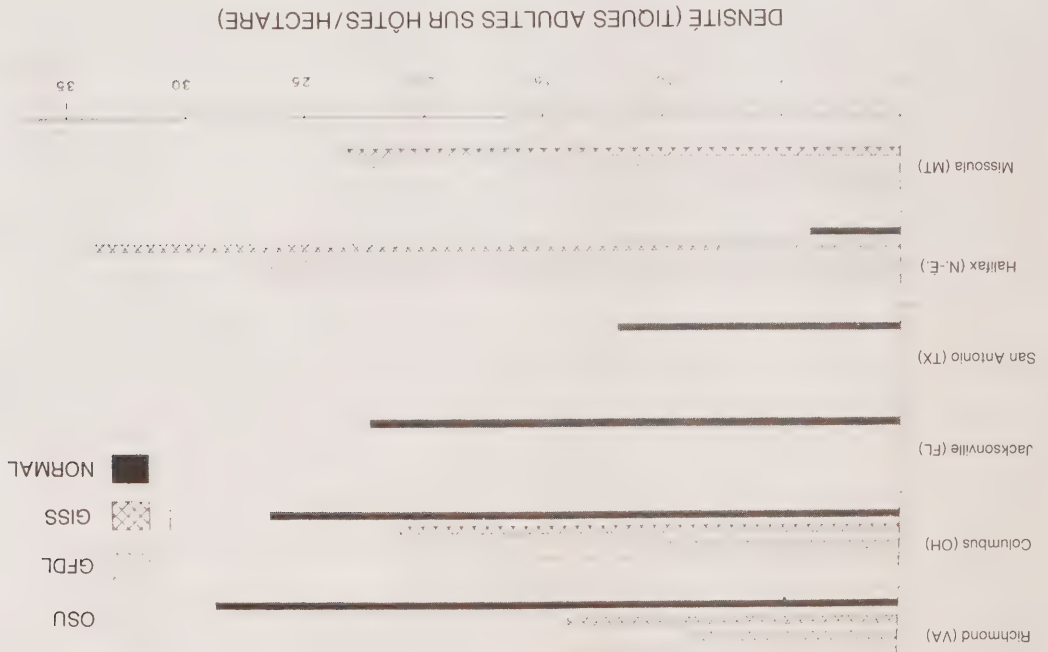 Richmond (VA)
Columbus (OH)
Jacksonville (FL)
San Antonio (TX)
Halifax (N.-É.)
Missoula (MT)
OSU
GFDL
GISS
NORMAL
25 30 35
DENSITÉ (TIQUES ADULTES SUR HÔTES/HECTARE)